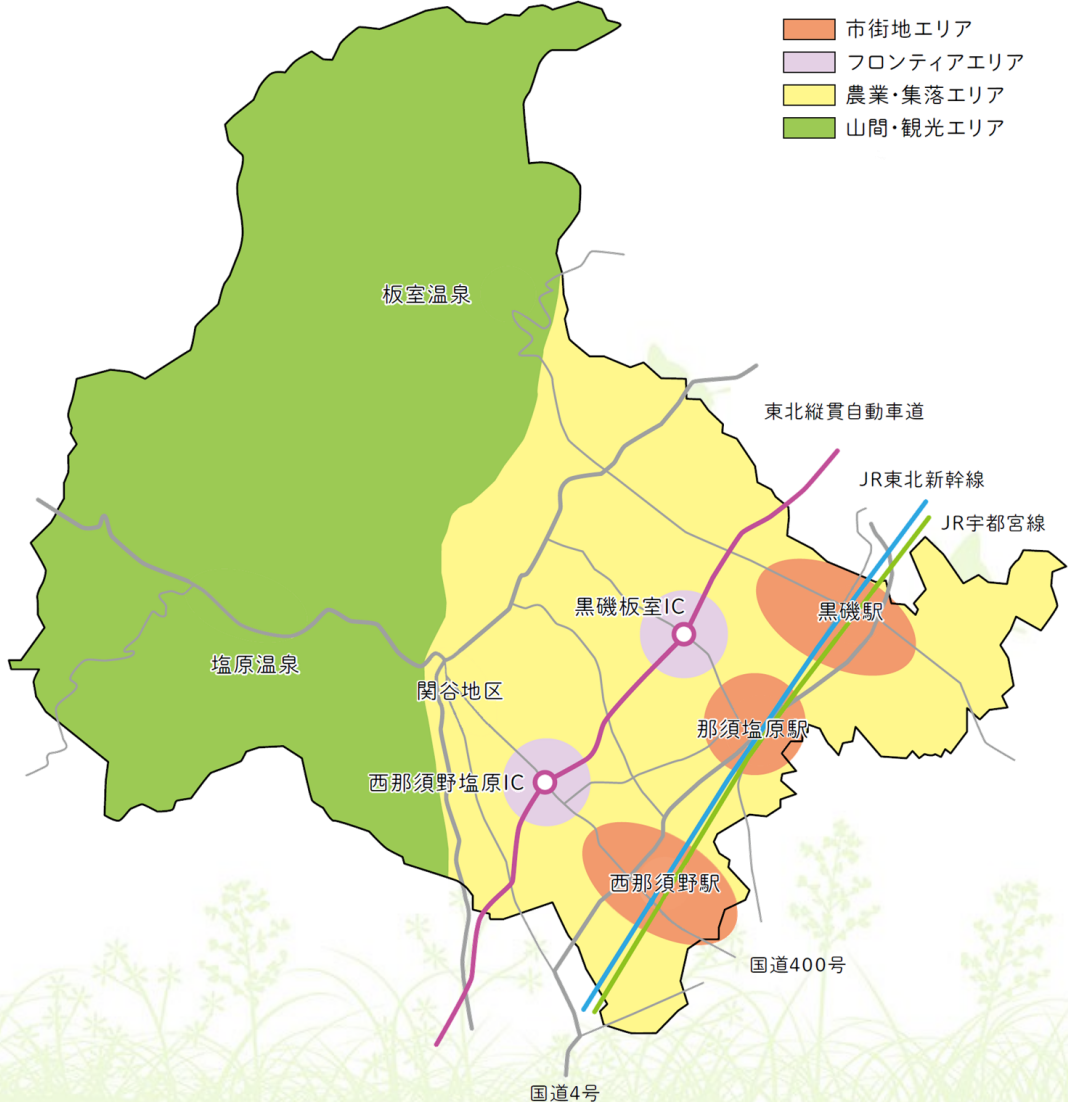 市街地エリア
フロンティアエリア
農業・集落エリア
山間・観光エリア
板室温泉
東北縦貫自動車道
JR東北新幹線
JR宇都宮線
黒磯板室IC
黒磯駅
塩原温泉
関谷地区
那須塩原駅
西那須野塩原IC
西那須野駅
国道400号
国道4号